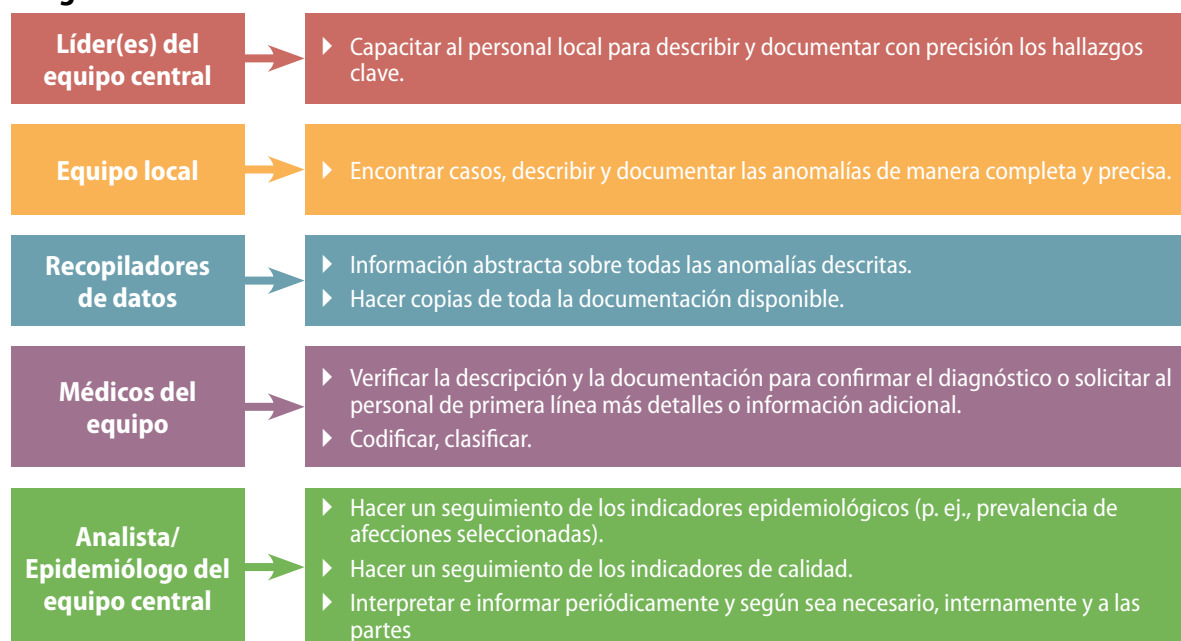 Líder(es) del
equipo central
Capacitar al personal local para describir y documentar con precisión los hallazgos
clave.
Equipo local
Encontrar casos, describir y documentar las anomalías de manera completa y precisa.
Recopiladores
de datos
Información abstracta sobre todas las anomalías descritas.
Hacer copias de toda la documentación disponible.
Médicos del
equipo
Verificar la descripción y la documentación para confirmar el diagnóstico o solicitar al
personal de primera línea más detalles o información adicional.
Codificar, clasificar.
Analista/
Epidemiólogo del
equipo central
Hacer un seguimiento de los indicadores epidemiológicos (p. ej., prevalencia de
afecciones seleccionadas).
Hacer un seguimiento de los indicadores de calidad.
Interpretar e informar periódicamente y según sea necesario, internamente y a las
partes